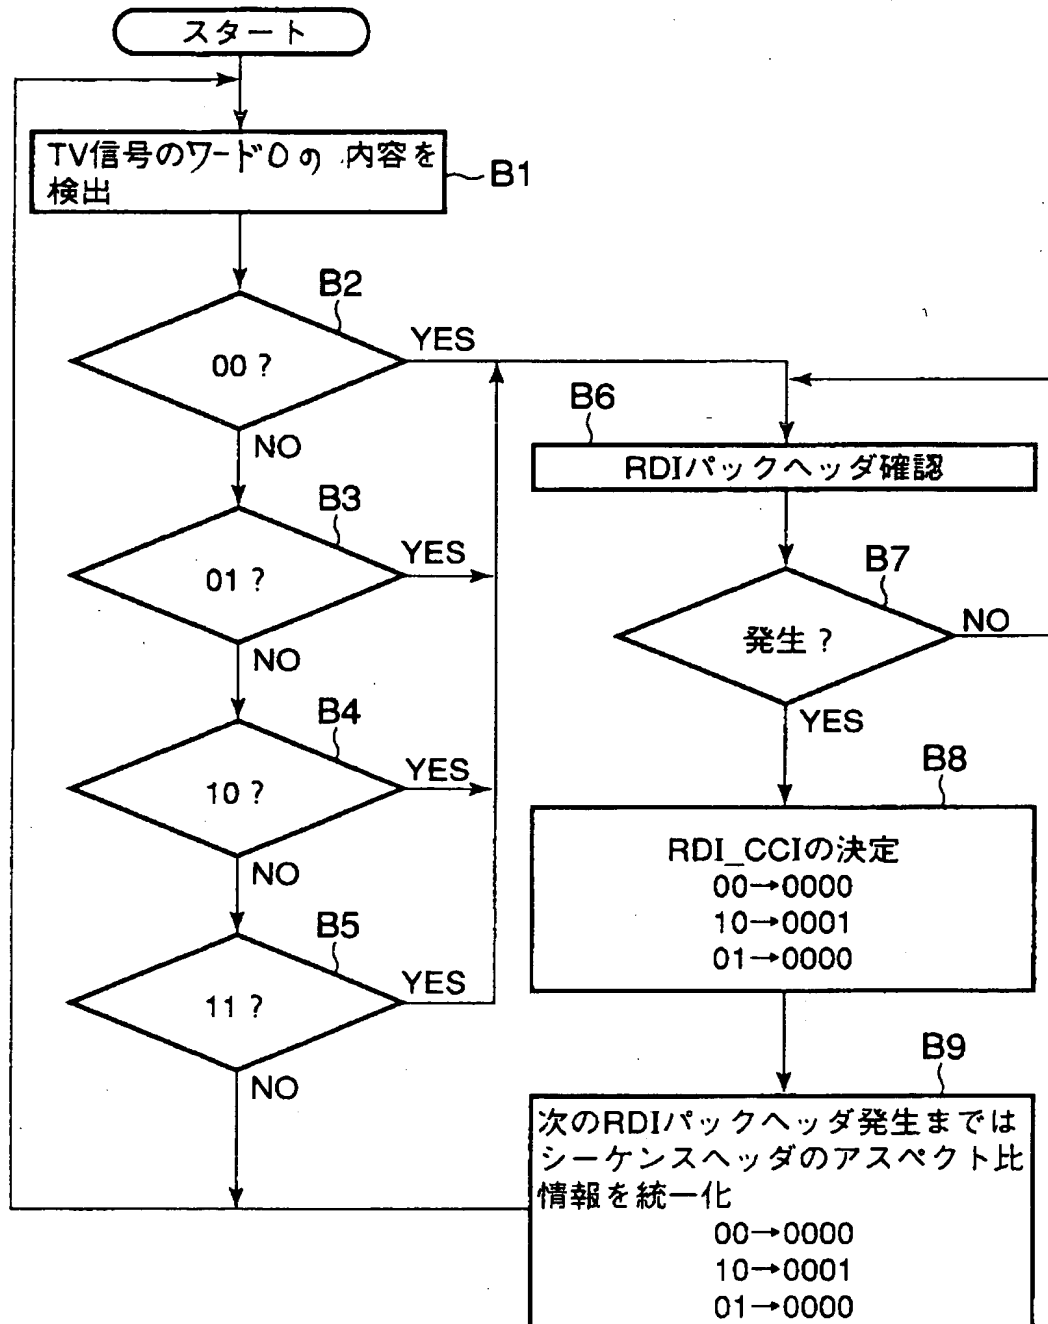 スタート
TV信号のワード0の 内容を
検出
B1
B2
00 ?
YES
NO
B3
01 ?
YES
NO
B4
10 ?
YES
NO
B5
11 ?
YES
NO
B6
RDIパックヘッダ確認
B7
発生 ?
NO
YES
B8
RDI_CCIの決定
00→0000
10→0001
01→0000
B9
次のRDIパックヘッダ発生までは
シーケンスヘッダのアスペクト比
情報を統一化
00→0000
10→0001
01→0000